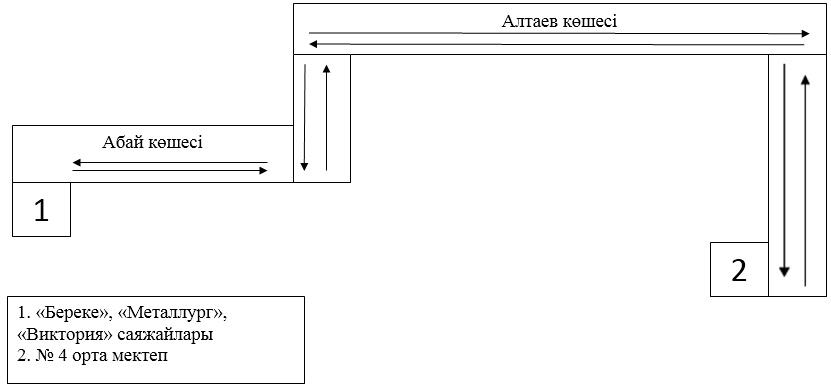 Алтаев көшесі
Абай көшесі
1
2
1. «Береке», «Металлург»,
«Виктория» саяжайлары
2. № 4 орта мектеп